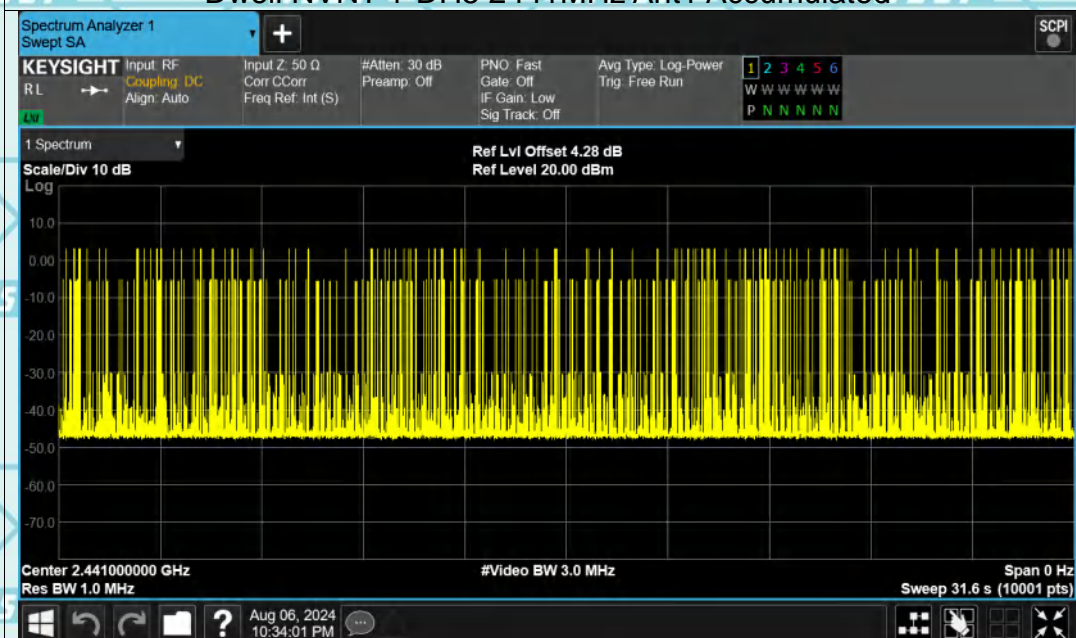 Spectrum Analyzer 1
Swept SA
+
SCPI
KEYSIGHT
RL
LXI
Input: RF
Coupling: DC
Align: Auto
Input Z: 50 Ω
Corr CCorr
Freq Ref: Int (S)
#Atten: 30 dB
Preamp: Off
PNO: Fast
Gate: Off
IF Gain: Low
Sig Track: Off
Avg Type: Log-Power
Trig: Free Run
1 2 3 4 5 6
W W W W W W
P N N N N N
1 Spectrum
Scale/Div 10 dB
Log
Ref Lvl Offset 4.28 dB
Ref Level 20.00 dBm
10.0
0.00
-10.0
-20.0
-30.0
-40.0
-50.0
-60.0
-70.0
Center 2.441000000 GHz
#Video BW 3.0 MHz
Span 0 Hz
Res BW 1.0 MHz
Sweep 31.6 s (10001 pts)
?
Aug 06, 2024
10:34:01 PM